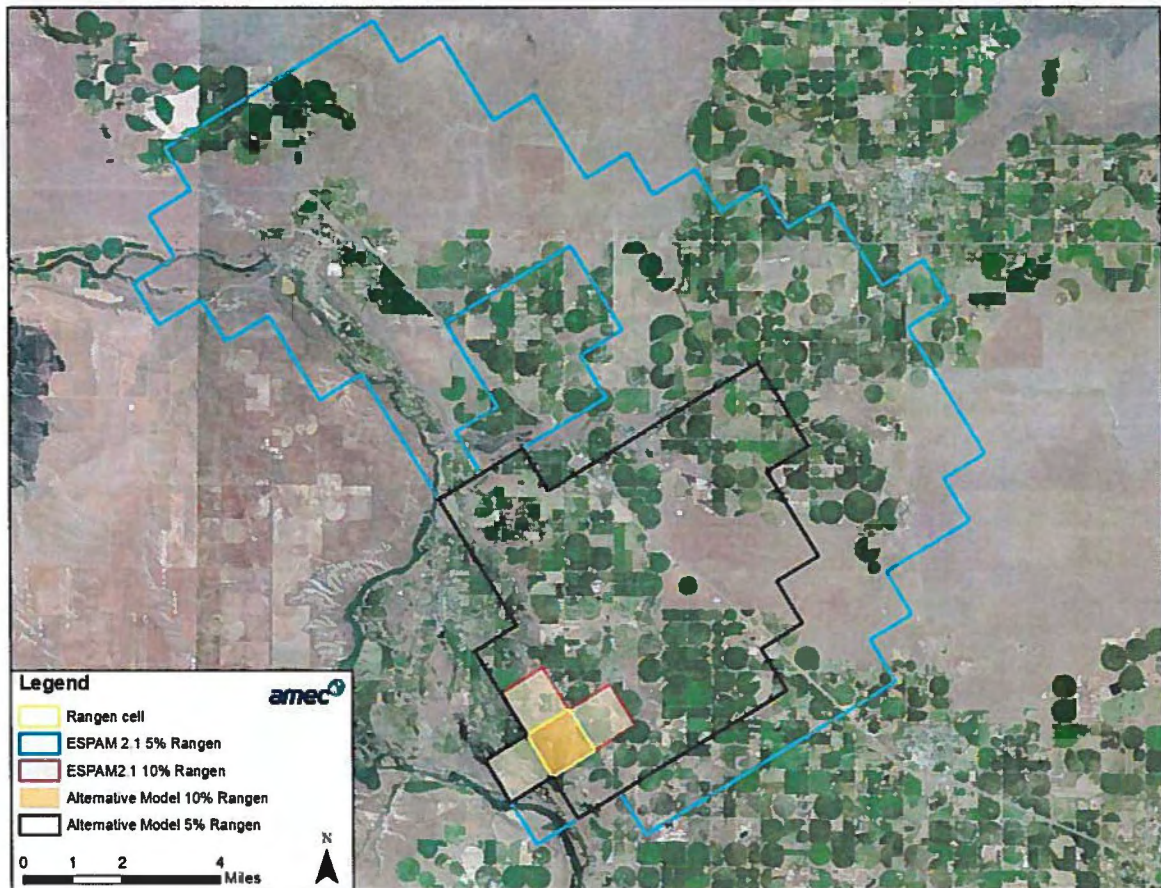 Legend
amec
Rangen cell
ESPAM 2.1 5% Rangen
ESPAM2.1 10% Rangen
Alternative Model 10% Rangen
Alternative Model 5% Rangen
N
0 1 2 4
Miles